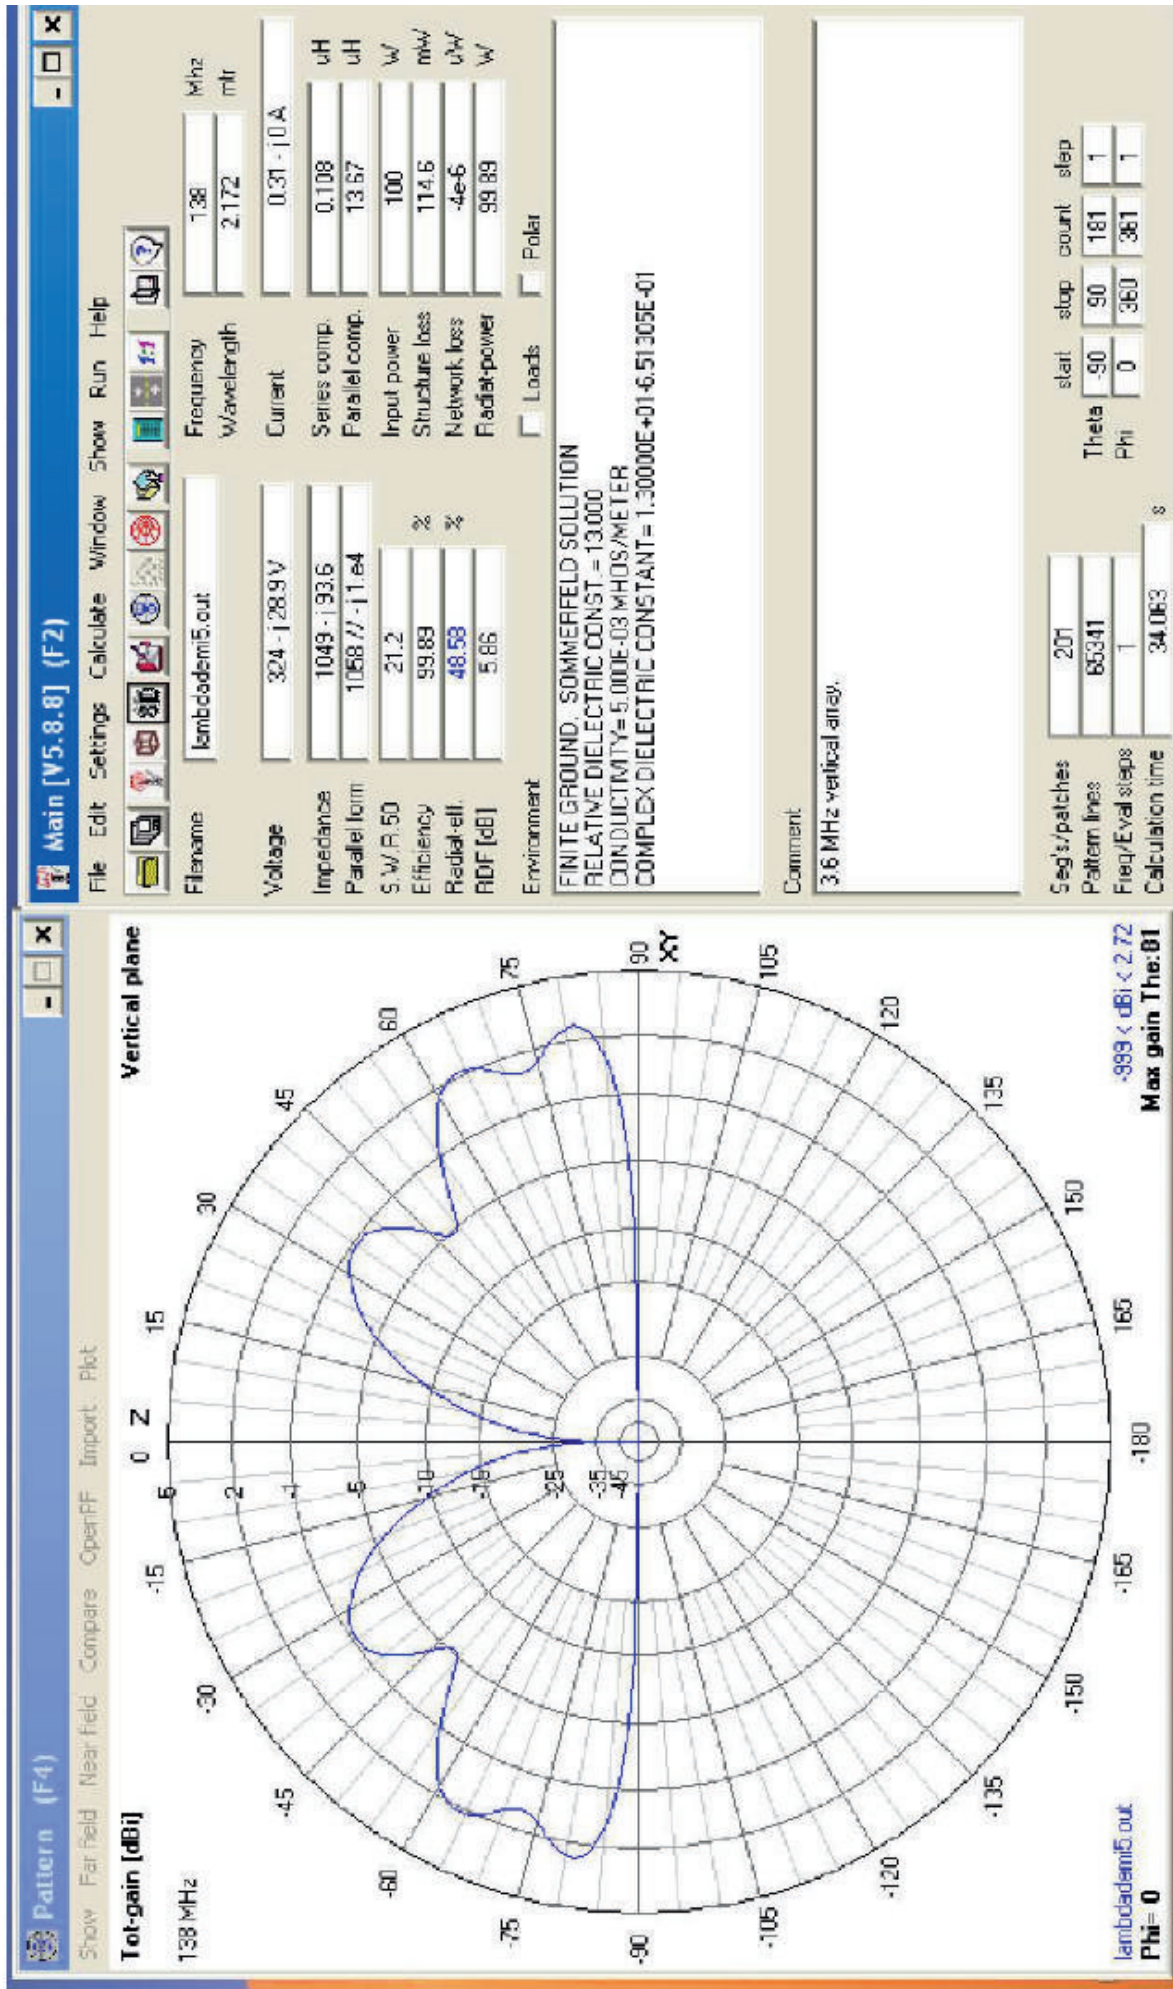 Pattern (F4)
Show Far field Near field Compare OpenPF Import Plot
Tot-gain [dBi]
Vertical plane
138 MHz
0 Z
-15 15
-30 30
-45 45
-60 60
-75 75
-90 90
XY
-105 105
-120 120
-135 135
-150 150
-165 165
-180
5
2
-1
-5
-10
-25
-35
-45
lambdademi5.out
Phi= 0
-999 < dBi < 2.72
Max gain The:81
Main [V5.8.8] (F2)
File Edit Settings Calculate Window Show Run Help
3D
1:1
Filename lambdademi5.out
Frequency 138 Mhz
Wavelength 2.172 mtr
Voltage 324 - j 28.9 V
Current 0.31 - j 0 A
Impedance 1049 - j 93.6
Series comp. 0.108 uH
Parallel form 1058 // - j 1.e4
Parallel comp. 13.67 uH
S.W.R.50 21.2
Input power 100 W
Efficiency 99.89 %
Structure loss 114.6 mW
Radiat-eff. 48.58 %
Network loss -4e-6 uW
RDF [dB] 5.86
Radiat-power 99.89 W
Environment
Loads Polar
FINITE GROUND. SOMMERFELD SOLUTION
RELATIVE DIELECTRIC CONST.= 13.000
CONDUCTIVITY= 5.000E-03 MHOS/METER
COMPLEX DIELECTRIC CONSTANT= 1.30000E+01-6.51305E-01
Comment
3.6 MHz vertical array.
Seg's/patches 201
Pattern lines 65341
Freq/Eval steps 1
Calculation time 34.063 s
start stop count step
Theta -90 90 181 1
Phi 0 360 361 1